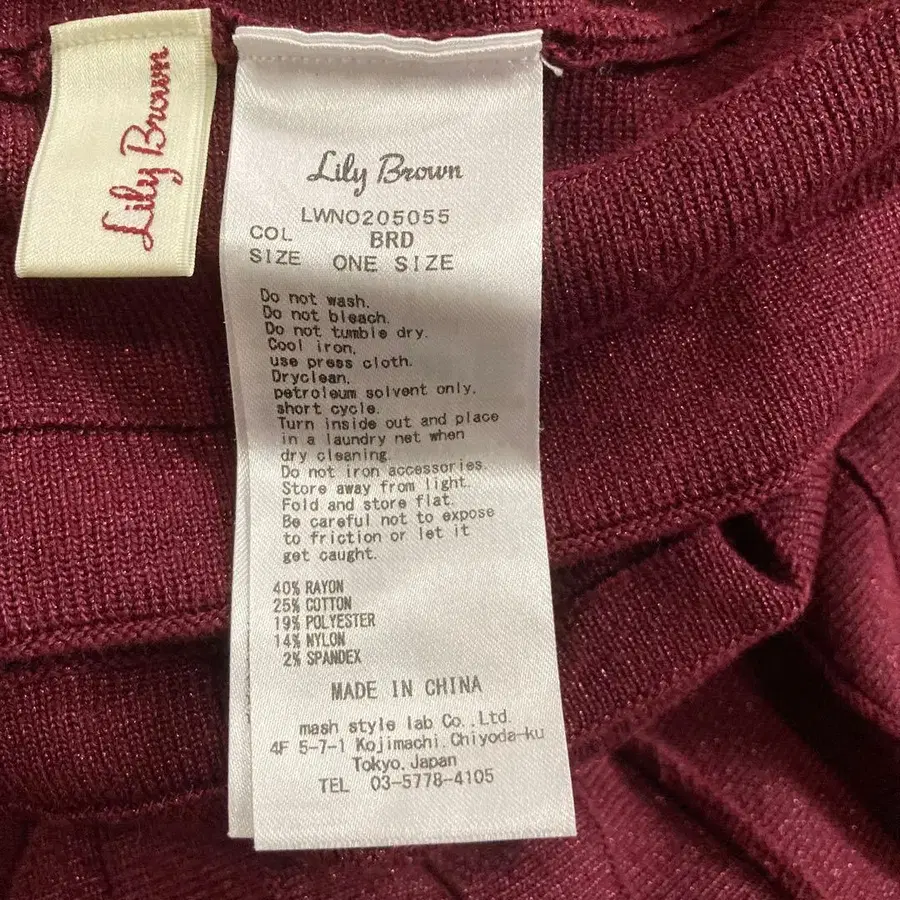 Lily Brown
Lily Brown
LWNO205055
COL BRD
SIZE ONE SIZE
Do not wash.
Do not bleach.
Do not tumble dry.
Cool iron,
use press cloth.
Dryclean,
petroleum solvent only.
short cycle.
Turn inside out and place
in a laundry net when
dry cleaning.
Do not iron accessories.
Store away from light.
Fold and store flat.
Be careful not to expose
to friction or let it
get caught.
40% RAYON
25% COTTON
19% POLYESTER
14% NYLON
2% SPANDEX
MADE IN CHINA
mash style lab Co.,Ltd.
4F 5-7-1 Kojimachi, Chiyoda-ku
Tokyo, Japan
TEL 03-5778-4105